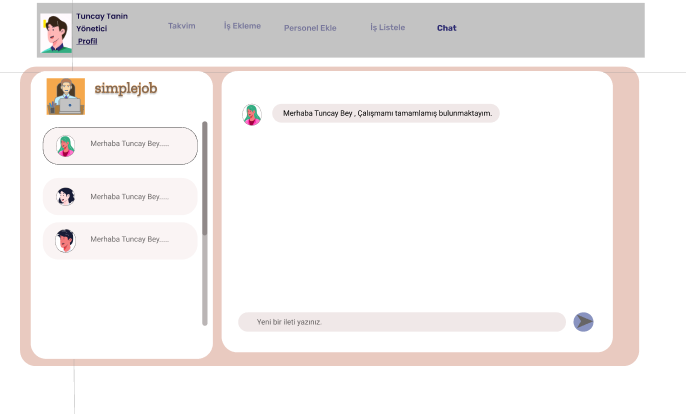 Tuncay Tanin
Yönetici
Profil
Takvim
İş Ekleme
Personel Ekle
İş Listele
Chat
simplejob
Merhaba Tuncay Bey.....
Merhaba Tuncay Bey.....
Merhaba Tuncay Bey.....
Merhaba Tuncay Bey , Çalışmamı tamamlamış bulunmaktayım.
Yeni bir ileti yazınız.